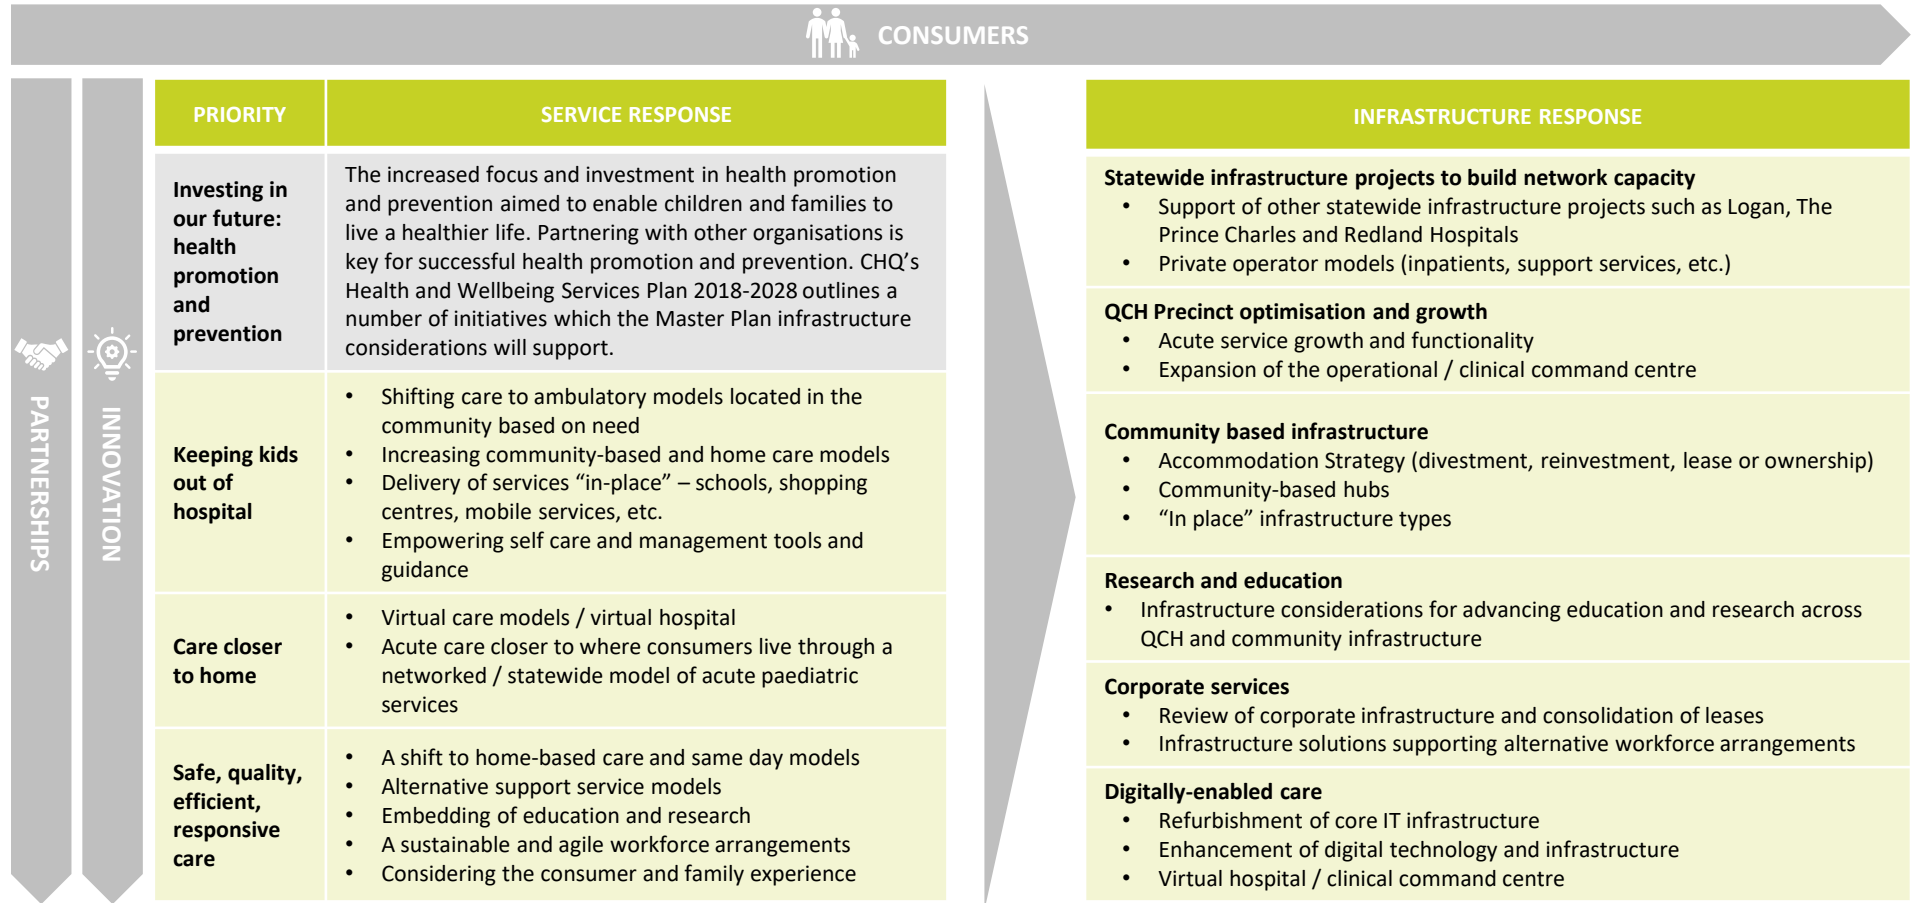 CONSUMERS
PARTNERSHIPS
INNOVATION
PRIORITY
SERVICE RESPONSE
Investing in
our future:
health
promotion
and
prevention
The increased focus and investment in health promotion
and prevention aimed to enable children and families to
live a healthier life. Partnering with other organisations is
key for successful health promotion and prevention. CHQ’s
Health and Wellbeing Services Plan 2018-2028 outlines a
number of initiatives which the Master Plan infrastructure
considerations will support.
Keeping kids
out of
hospital
• Shifting care to ambulatory models located in the
community based on need
• Increasing community-based and home care models
• Delivery of services “in-place” – schools, shopping
centres, mobile services, etc.
• Empowering self care and management tools and
guidance
Care closer
to home
• Virtual care models / virtual hospital
• Acute care closer to where consumers live through a
networked / statewide model of acute paediatric
services
Safe, quality,
efficient,
responsive
care
• A shift to home-based care and same day models
• Alternative support service models
• Embedding of education and research
• A sustainable and agile workforce arrangements
• Considering the consumer and family experience
INFRASTRUCTURE RESPONSE
Statewide infrastructure projects to build network capacity
• Support of other statewide infrastructure projects such as Logan, The
Prince Charles and Redland Hospitals
• Private operator models (inpatients, support services, etc.)
QCH Precinct optimisation and growth
• Acute service growth and functionality
• Expansion of the operational / clinical command centre
Community based infrastructure
• Accommodation Strategy (divestment, reinvestment, lease or ownership)
• Community-based hubs
• “In place” infrastructure types
Research and education
• Infrastructure considerations for advancing education and research across
QCH and community infrastructure
Corporate services
• Review of corporate infrastructure and consolidation of leases
• Infrastructure solutions supporting alternative workforce arrangements
Digitally-enabled care
• Refurbishment of core IT infrastructure
• Enhancement of digital technology and infrastructure
• Virtual hospital / clinical command centre